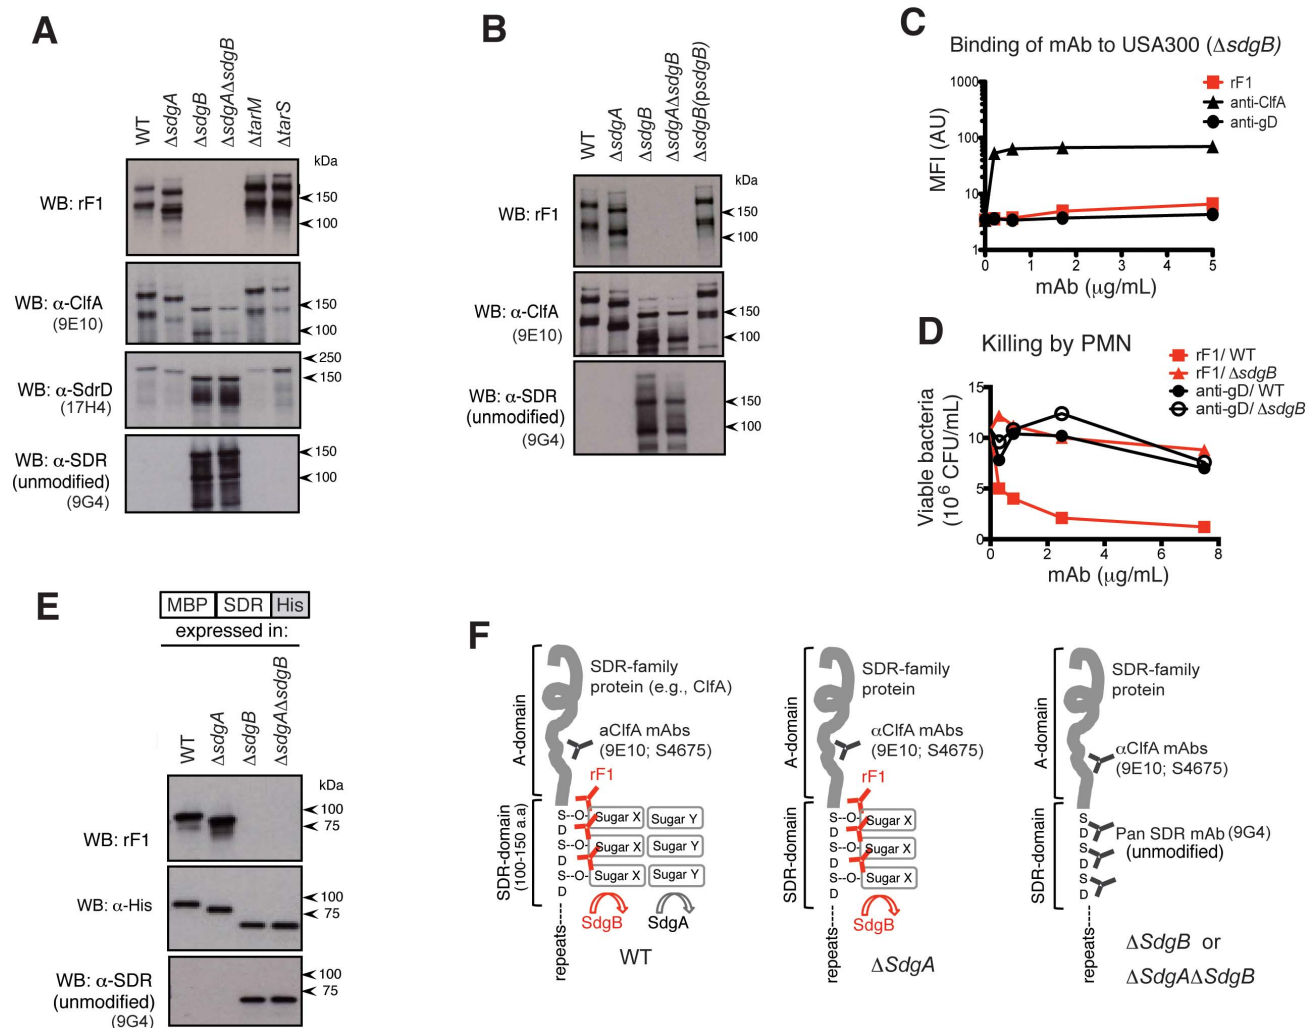 A
WT
ΔsdgA
ΔsdgB
ΔsdgAΔsdgB
ΔtarM
ΔtarS
kDa
WB: rF1
150
100
WB: α-ClfA
(9E10)
150
100
WB: α-SdrD
(17H4)
250
150
WB: α-SDR
(unmodified)
(9G4)
150
100
B
WT
ΔsdgA
ΔsdgB
ΔsdgAΔsdgB
ΔsdgB(psdgB)
kDa
WB: rF1
150
100
WB: α-ClfA
(9E10)
150
100
WB: α-SDR
(unmodified)
(9G4)
150
100
C
Binding of mAb to USA300 (ΔsdgB)
rF1
anti-ClfA
anti-gD
MFI (AU)
1000
100
10
1
0 1 2 3 4 5
mAb (μg/mL)
D
Killing by PMN
rF1/ WT
rF1/ ΔsdgB
anti-gD/ WT
anti-gD/ ΔsdgB
Viable bacteria
(10⁶ CFU/mL)
15
10
5
0
0 2 4 6 8
mAb (μg/mL)
E
MBP SDR His
expressed in:
WT
ΔsdgA
ΔsdgB
ΔsdgAΔsdgB
kDa
WB: rF1
100
75
WB: α-His
100
75
WB: α-SDR
(unmodified)
(9G4)
100
75
F
A-domain
SDR-family
protein (e.g., ClfA)
aClfA mAbs
(9E10; S4675)
rF1
SDR-domain
(100-150 a.a)
S--O- Sugar X Sugar Y
D
S--O- Sugar X Sugar Y
D
S--O- Sugar X Sugar Y
D
SdgB SdgA
repeats-----
WT
A-domain
SDR-family
protein
αClfA mAbs
(9E10; S4675)
rF1
SDR-domain
S--O- Sugar X
D
S--O- Sugar X
D
S--O- Sugar X
D
SdgB
repeats-----
ΔSdgA
A-domain
SDR-family
protein
αClfA mAbs
(9E10; S4675)
SDR-domain
S
D
S
D
S
D
Pan SDR mAb (9G4)
(unmodified)
repeats-----
ΔSdgB or
ΔSdgAΔSdgB